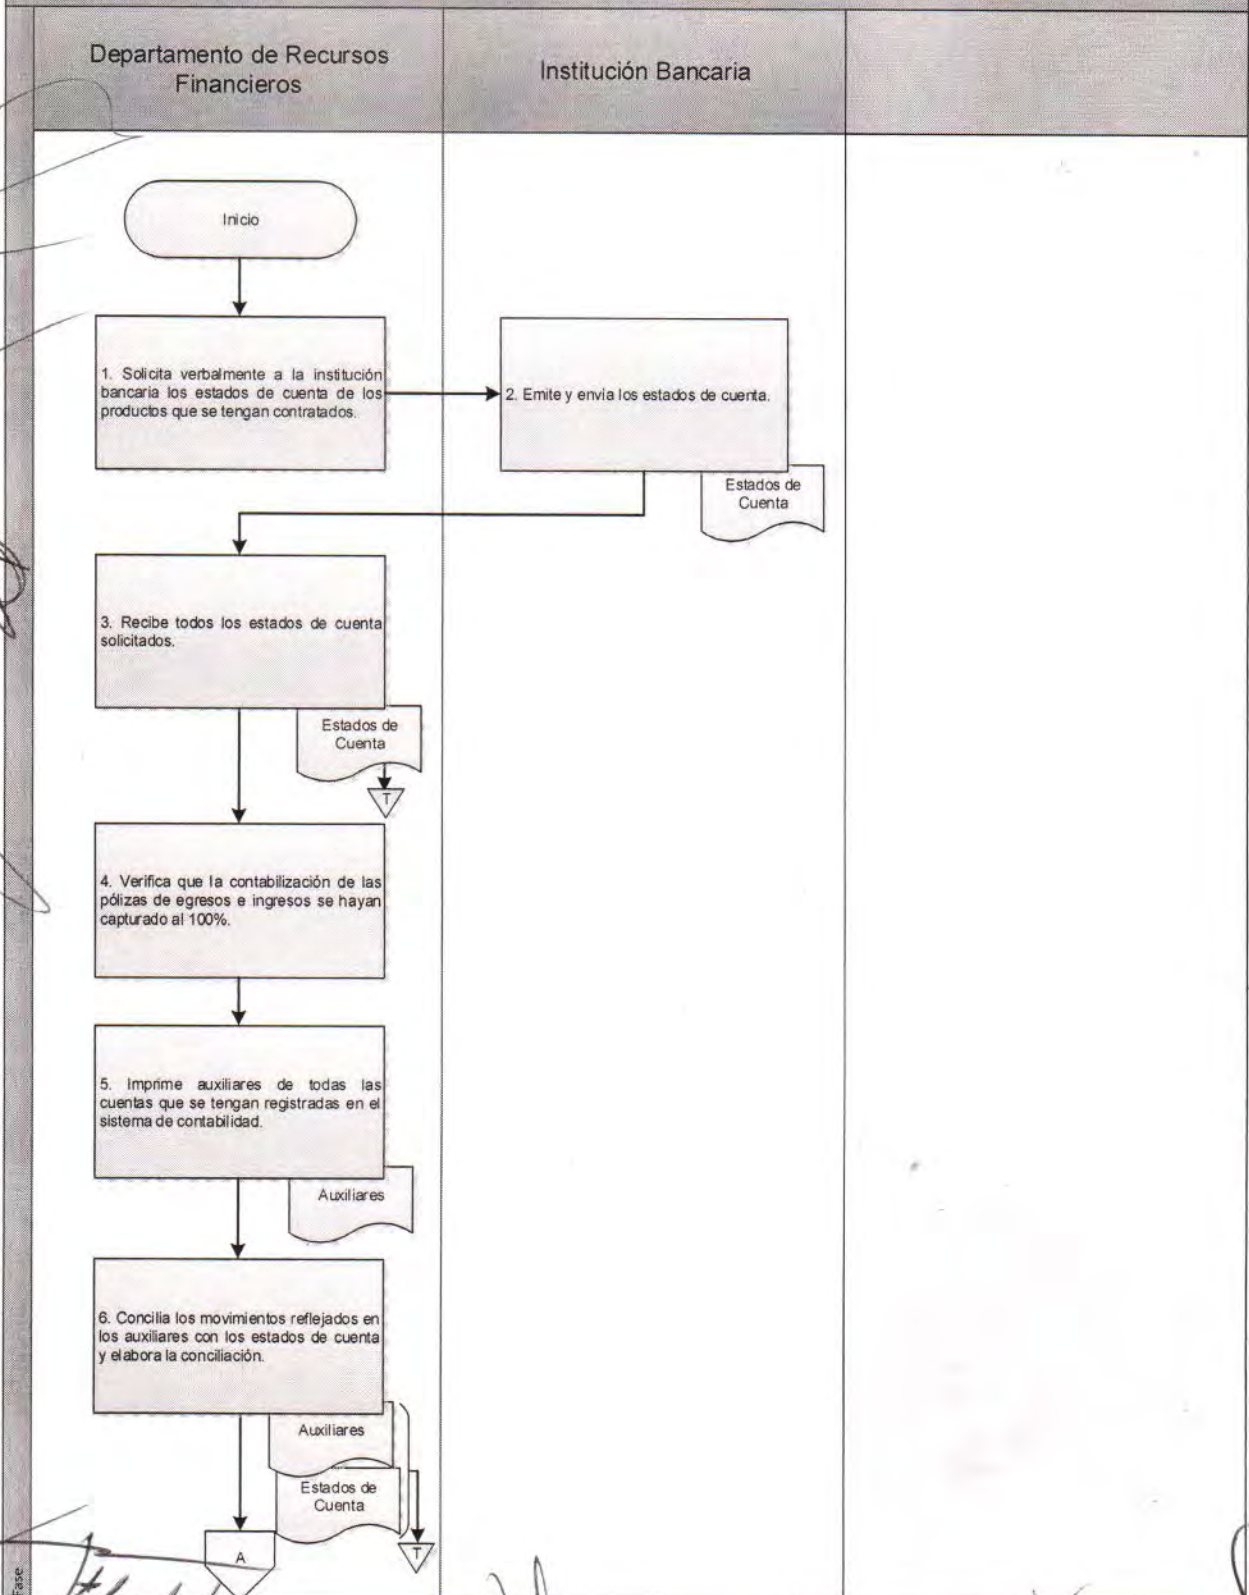 Departamento de Recursos
Financieros
Institución Bancaria
Inicio
1. Solicita verbalmente a la institución
bancaria los estados de cuenta de los
productos que se tengan contratados.
2. Emite y envía los estados de cuenta.
Estados de
Cuenta
3. Recibe todos los estados de cuenta
solicitados.
Estados de
Cuenta
T
4. Verifica que la contabilización de las
pólizas de egresos e ingresos se hayan
capturado al 100%.
5. Imprime auxiliares de todas las
cuentas que se tengan registradas en el
sistema de contabilidad.
Auxiliares
6. Concilia los movimientos reflejados en
los auxiliares con los estados de cuenta
y elabora la conciliación.
Auxiliares
Estados de
Cuenta
A
T
Fase